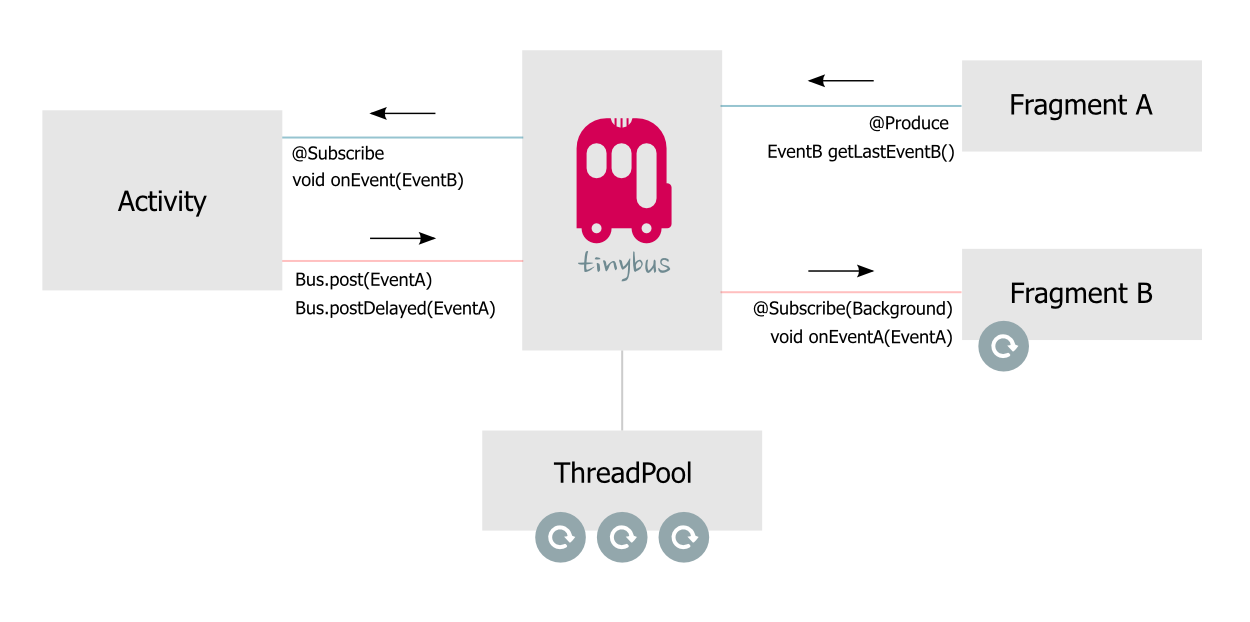 Activity
@Subscribe
void onEvent(EventB)
Bus.post(EventA)
Bus.postDelayed(EventA)
tinybus
@Produce
EventB getLastEventB()
Fragment A
@Subscribe(Background)
void onEventA(EventA)
Fragment B
ThreadPool